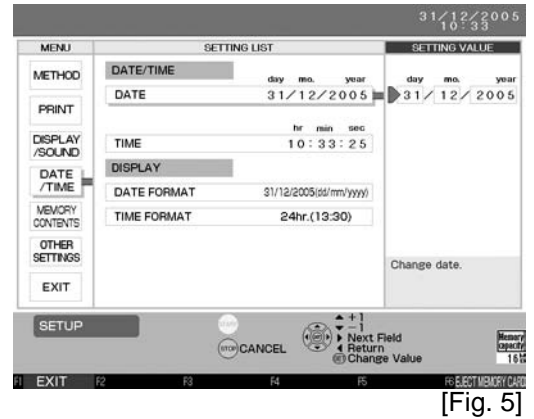 31/12/2005
10:33
MENU
SETTING LIST
SETTING VALUE
METHOD
PRINT
DISPLAY
/SOUND
DATE
/TIME
MEMORY
CONTENTS
OTHER
SETTINGS
EXIT
DATE/TIME
day mo. year
DATE 31/12/2005
hr min sec
TIME 10:33:25
DISPLAY
DATE FORMAT 31/12/2005(dd/mm/yyyy)
TIME FORMAT 24hr.(13:30)
day mo. year
31/ 12/ 2005
Change date.
SETUP
STOP CANCEL
▲ +1
▼ -1
▶ Next Field
◀ Return
SET Change Value
Memory
capacity
F1 EXIT F2 F3 F4 F5 F6 EJECT MEMORY CARD
[Fig. 5]